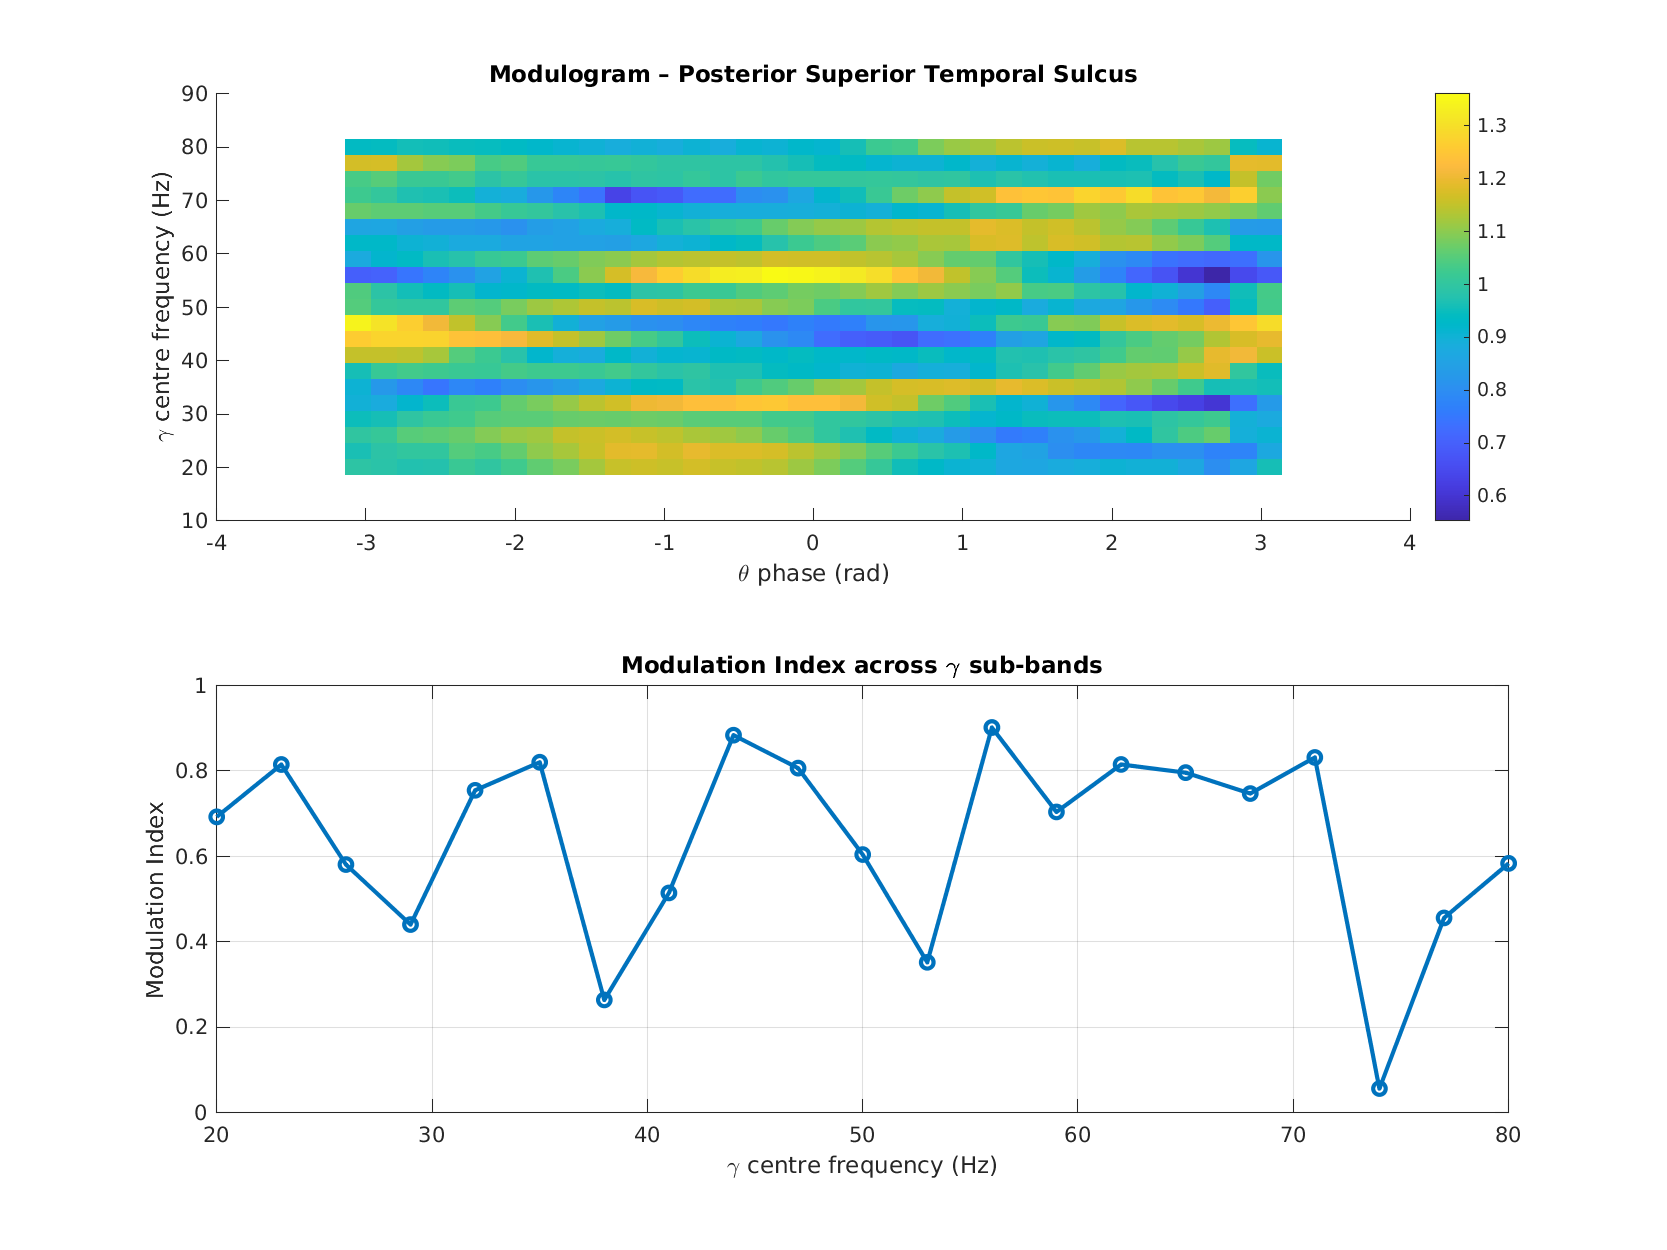 Modulogram – Posterior Superior Temporal Sulcus
γ centre frequency (Hz)
90
80
70
60
50
40
30
20
10
-4 -3 -2 -1 0 1 2 3 4
θ phase (rad)
1.3
1.2
1.1
1
0.9
0.8
0.7
0.6
Modulation Index across γ sub-bands
Modulation Index
1
0.8
0.6
0.4
0.2
0
20 30 40 50 60 70 80
γ centre frequency (Hz)